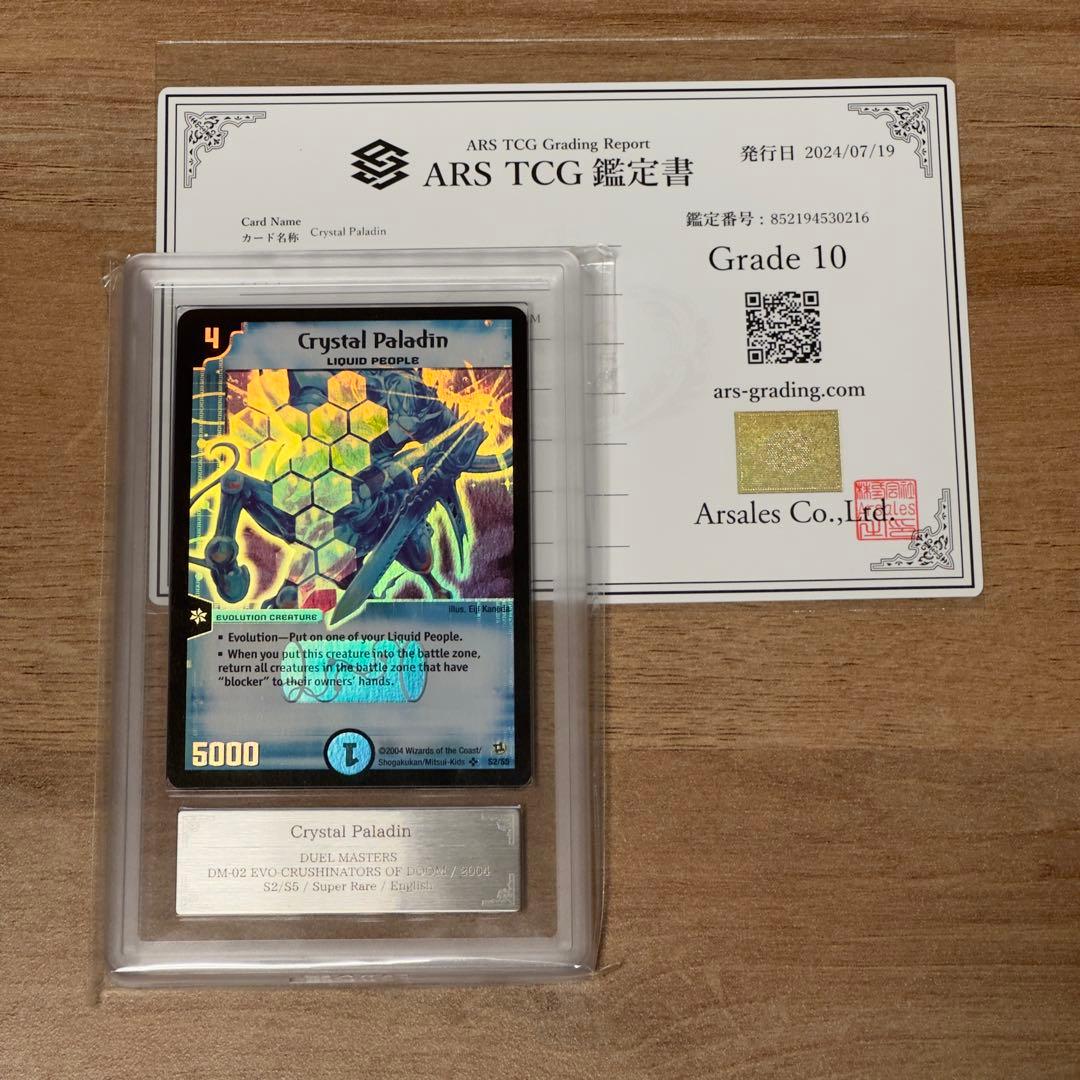 ARS TCG Grading Report
ARS TCG 鑑定書
発行日 2024/07/19
Card Name
カード名称 Crystal Paladin
鑑定番号 : 852194530216
Grade 10
ars-grading.com
Arsales Co.,Ltd.
Arsales
4
Crystal Paladin
LIQUID PEOPLE
illus. Eiji Kaneda
EVOLUTION CREATURE
▪ Evolution—Put on one of your Liquid People.
▪ When you put this creature into the battle zone,
return all creatures in the battle zone that have
“blocker” to their owners’ hands.
5000
1
©2004 Wizards of the Coast/
Shogakukan/Mitsui-Kids S2/S5
Crystal Paladin
DUEL MASTERS
DM-02 EVO-CRUSHINATORS OF DOOM / 2004
S2/S5 / Super Rare / English